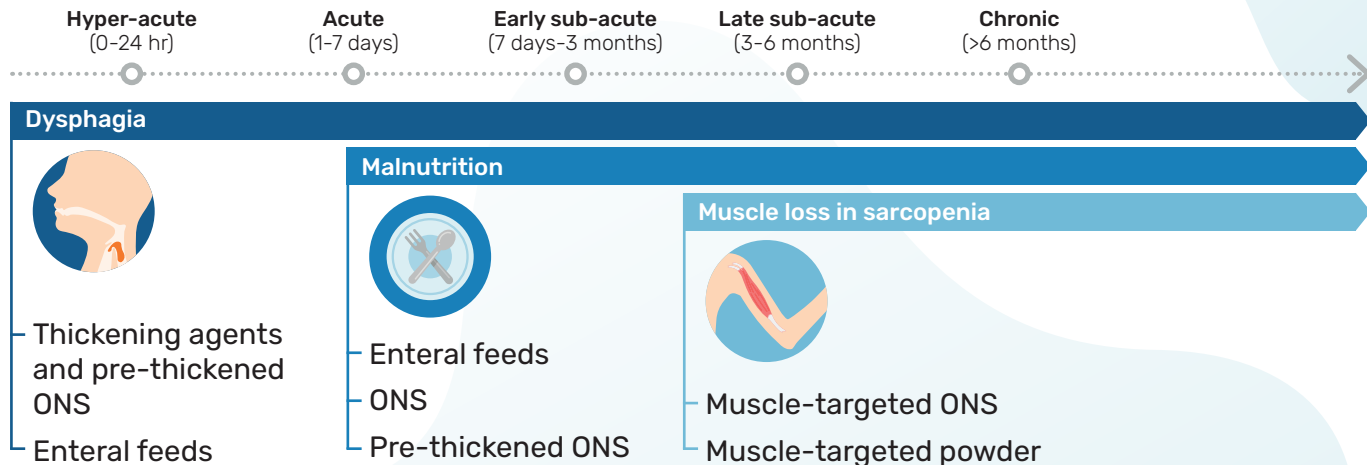 Hyper-acute
(0-24 hr)
Acute
(1-7 days)
Early sub-acute
(7 days-3 months)
Late sub-acute
(3-6 months)
Chronic
(>6 months)
Dysphagia
Malnutrition
Muscle loss in sarcopenia
Thickening agents
and pre-thickened
ONS
Enteral feeds
Enteral feeds
ONS
Pre-thickened ONS
Muscle-targeted ONS
Muscle-targeted powder